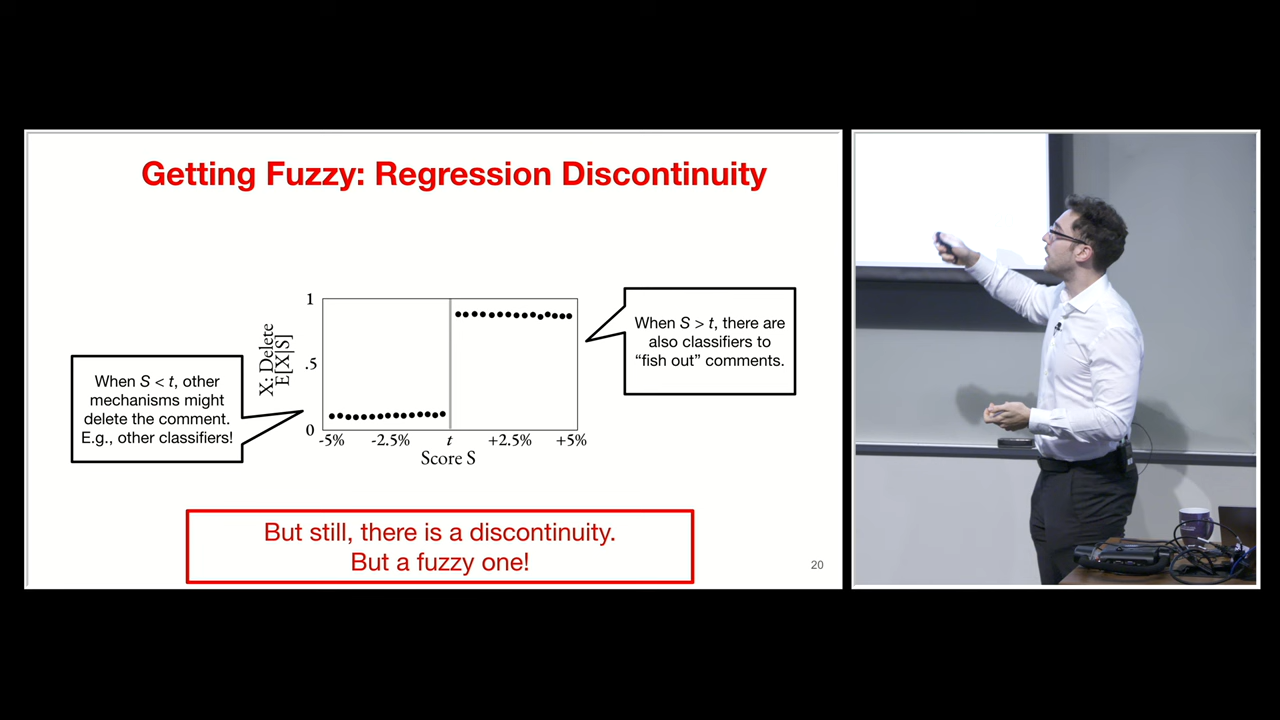 Getting Fuzzy: Regression Discontinuity
X: Delete
E[X|S]
1
.5
0
-5%
-2.5%
t
+2.5%
+5%
Score S
When S < t, other
mechanisms might
delete the comment.
E.g., other classifiers!
When S > t, there are
also classifiers to
“fish out” comments.
But still, there is a discontinuity.
But a fuzzy one!
20